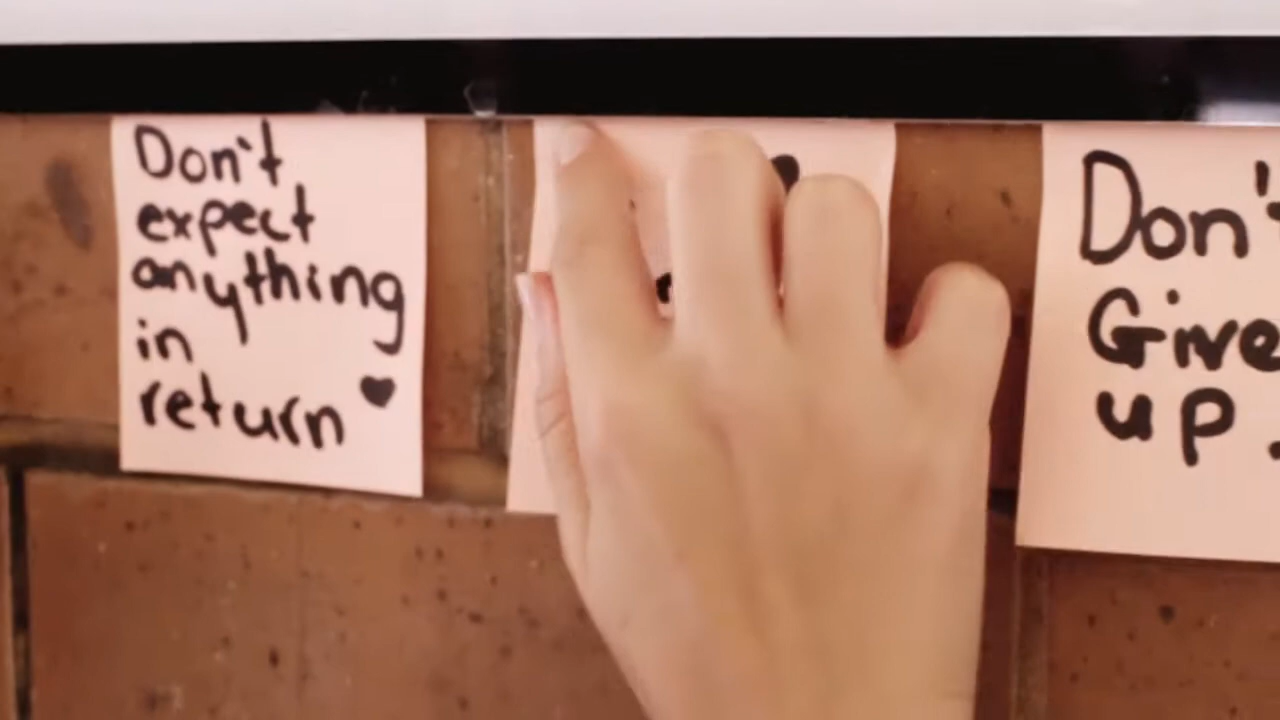 Don't
expect
anything
in
return ♥
Don't
Give
up.